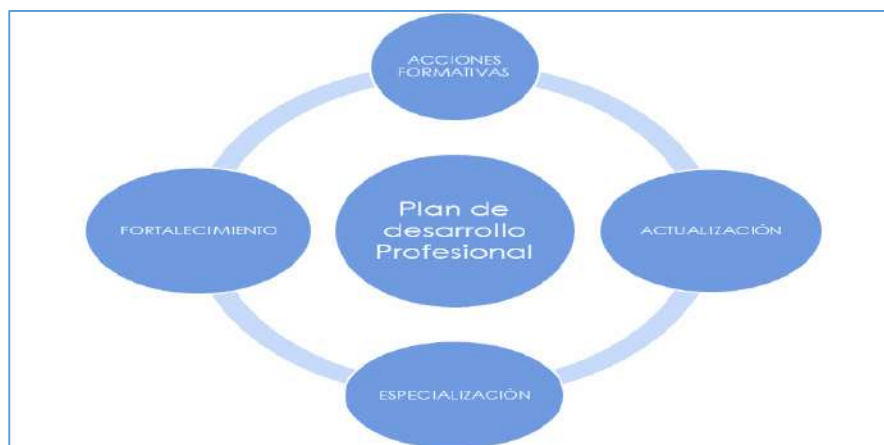 ACCIONES
FORMATIVAS
FORTALECIMIENTO
Plan de
desarrollo
Profesional
ACTUALIZACIÓN
ESPECIALIZACIÓN